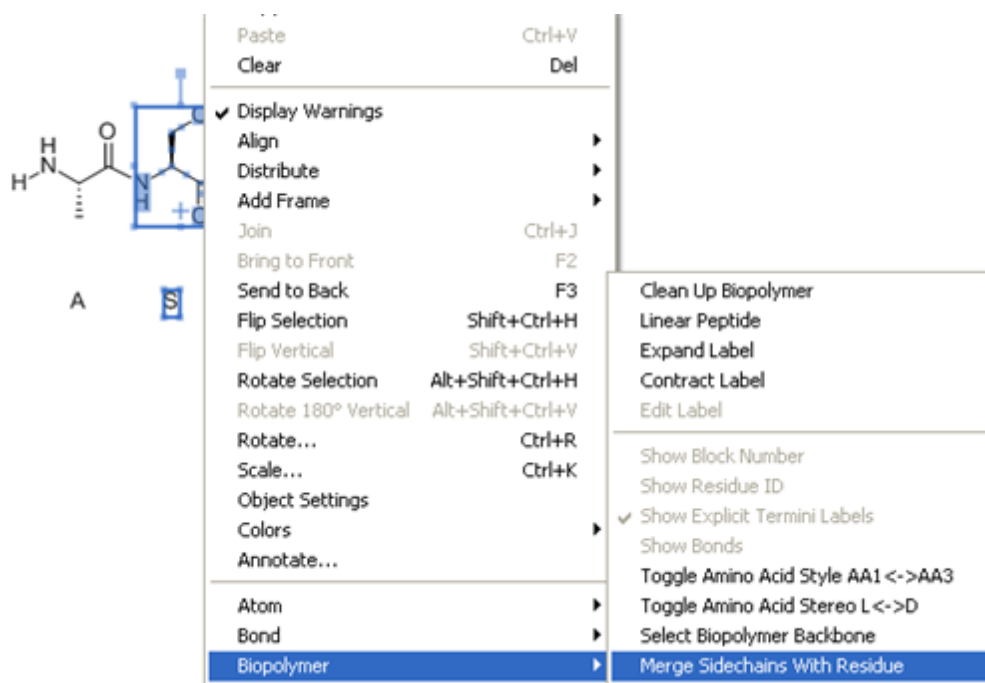 Paste Ctrl+V
Clear Del
✓ Display Warnings
Align
Distribute
Add Frame
Join Ctrl+J
Bring to Front F2
Send to Back F3
Flip Selection Shift+Ctrl+H
Flip Vertical Shift+Ctrl+V
Rotate Selection Alt+Shift+Ctrl+H
Rotate 180° Vertical Alt+Shift+Ctrl+V
Rotate... Ctrl+R
Scale... Ctrl+K
Object Settings
Colors
Annotate...
Atom
Bond
Biopolymer
Clean Up Biopolymer
Linear Peptide
Expand Label
Contract Label
Edit Label
Show Block Number
Show Residue ID
✓ Show Explicit Termini Labels
Show Bonds
Toggle Amino Acid Style AA1<->AA3
Toggle Amino Acid Stereo L<->D
Select Biopolymer Backbone
Merge Sidechains With Residue
H
H N
O
N
H
O
O
A S